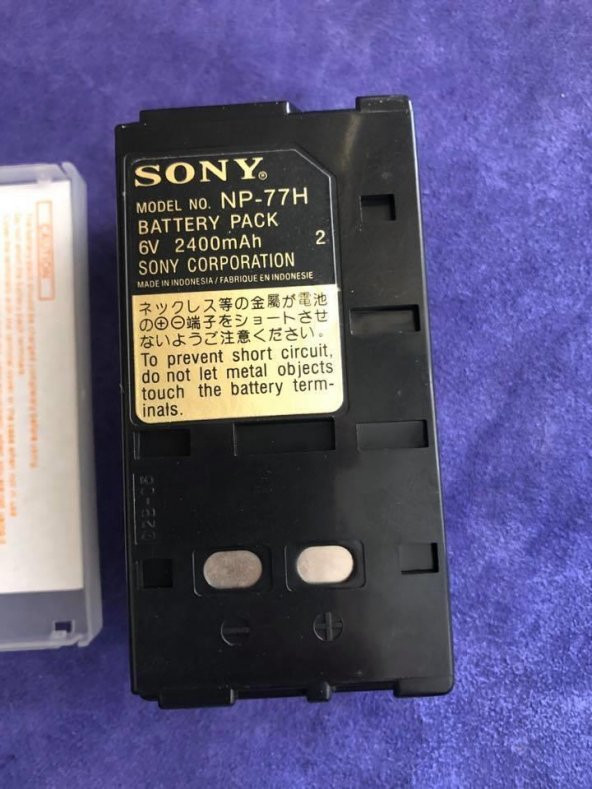 SONY®
MODEL NO. NP-77H
BATTERY PACK
6V 2400mAh 2
SONY CORPORATION
MADE IN INDONESIA / FABRIQUE EN INDONESIE
ネックレス等の金属が電池
の⊕⊖端子をショートさせ
ないようご注意ください。
To prevent short circuit,
do not let metal objects
touch the battery term-
inals.
⊖ ⊕
CAUTION